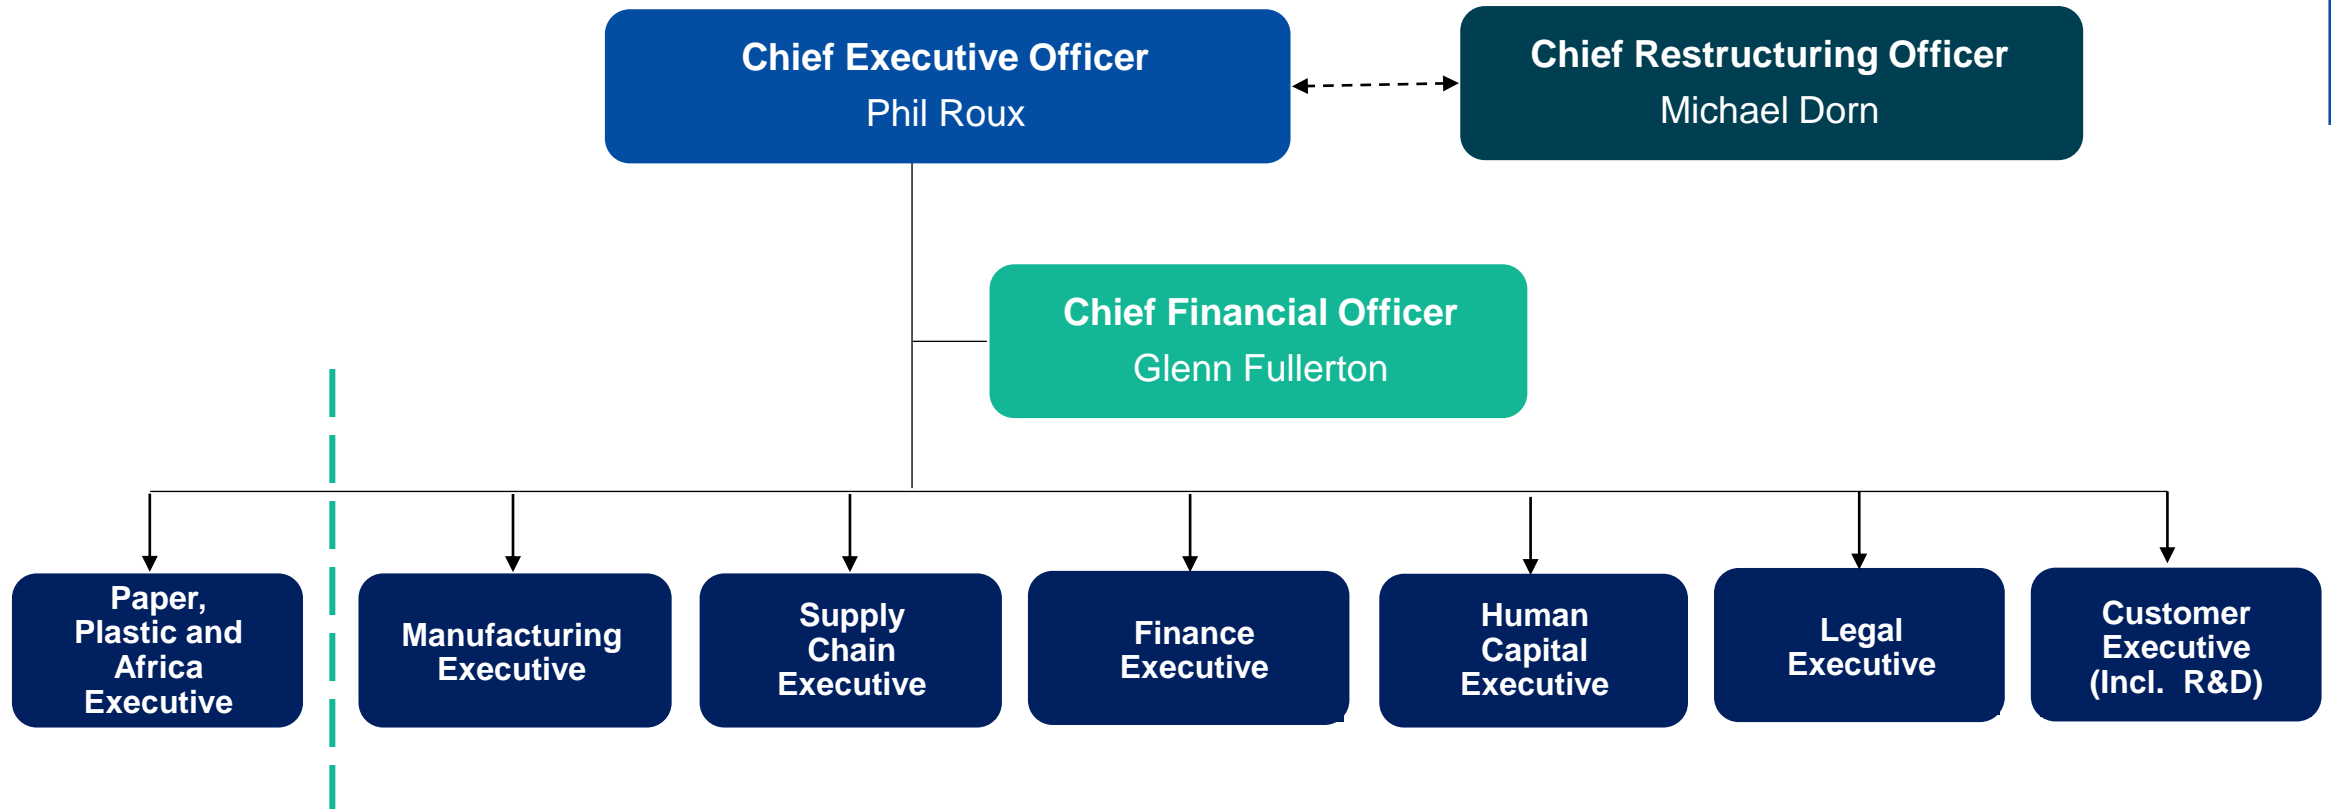 Chief Executive Officer
Phil Roux
Chief Restructuring Officer
Michael Dorn
Chief Financial Officer
Glenn Fullerton
Paper,
Plastic and
Africa
Executive
Manufacturing
Executive
Supply
Chain
Executive
Finance
Executive
Human
Capital
Executive
Legal
Executive
Customer
Executive
(Incl. R&D)